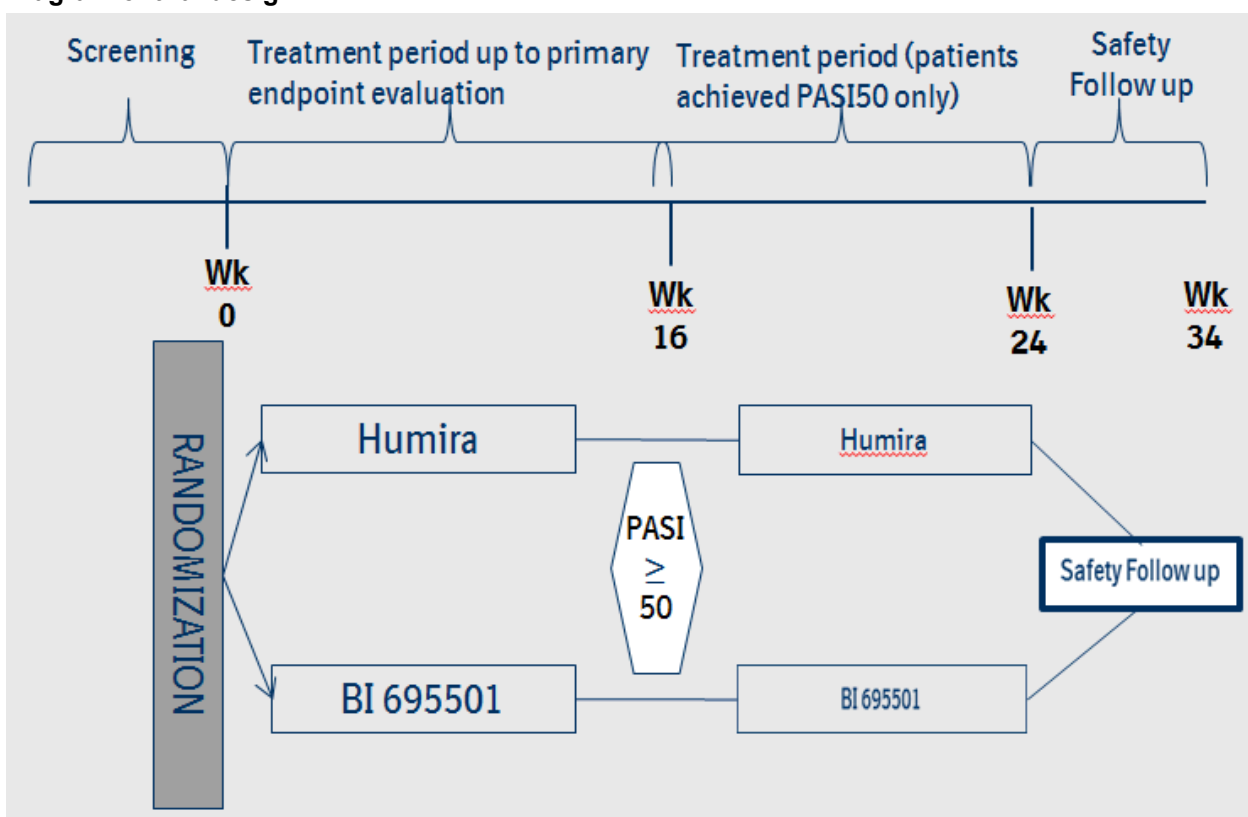 Screening
Treatment period up to primary
endpoint evaluation
Treatment period (patients
achieved PASI50 only)
Safety
Follow up
Wk
0
Wk
16
Wk
24
Wk
34
RANDOMIZATION
Humira
Humira
PASI
≥
50
Safety Follow up
BI 695501
BI 695501